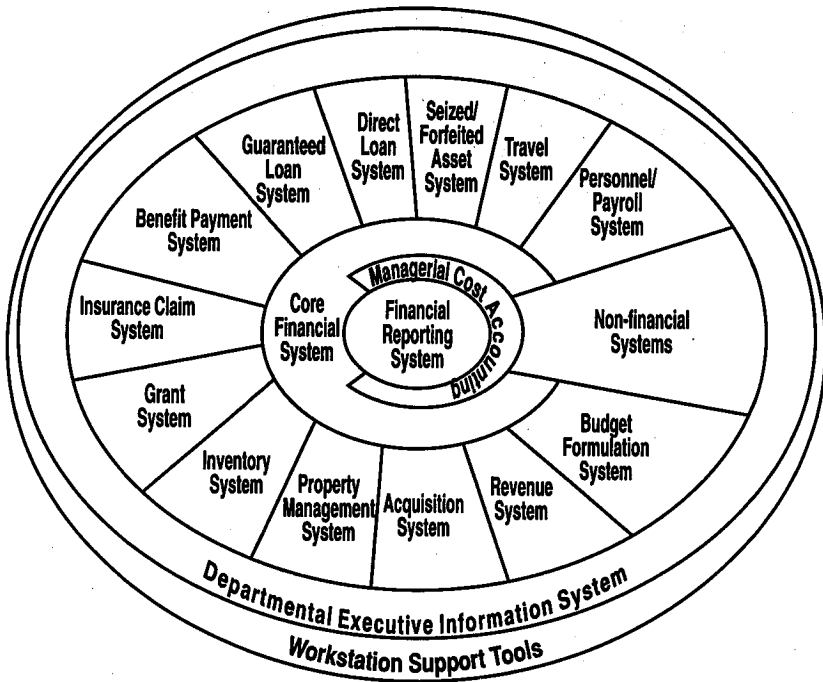 Guaranteed
Loan
System
Direct
Loan
System
Seized/
Forfeited
Asset
System
Travel
System
Personnel/
Payroll
System
Benefit Payment
System
Insurance Claim
System
Grant
System
Inventory
System
Property
Management
System
Acquisition
System
Revenue
System
Budget
Formulation
System
Non-financial
Systems
Core
Financial
System
Managerial Cost Accounting
Financial
Reporting
System
Departmental Executive Information System
Workstation Support Tools